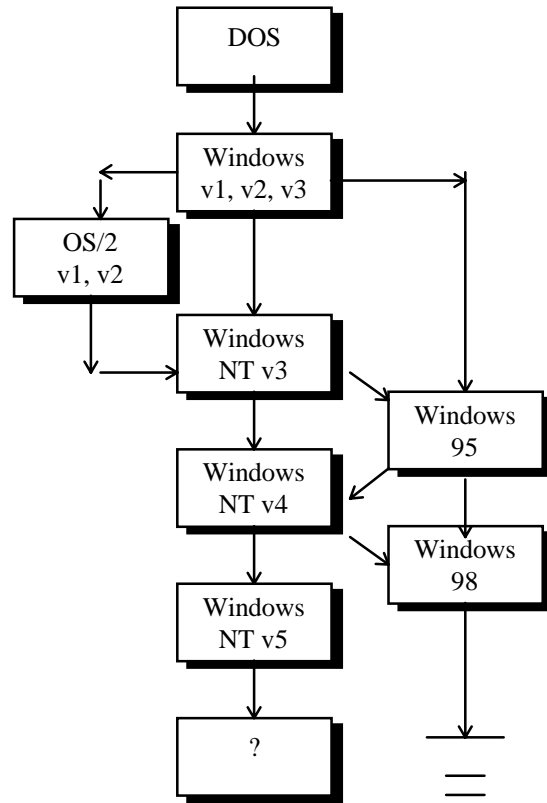 DOS
Windows
v1, v2, v3
OS/2
v1, v2
Windows
NT v3
Windows
95
Windows
NT v4
Windows
98
Windows
NT v5
?